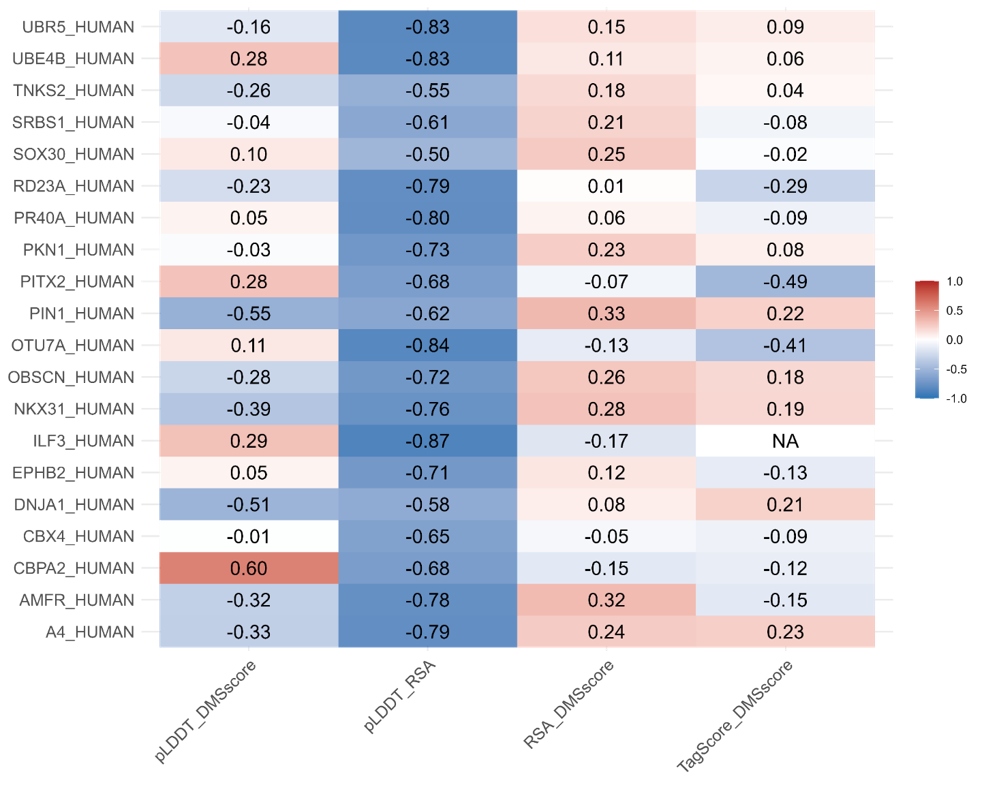 UBR5_HUMAN -0.16 -0.83 0.15 0.09
UBE4B_HUMAN 0.28 -0.83 0.11 0.06
TNKS2_HUMAN -0.26 -0.55 0.18 0.04
SRBS1_HUMAN -0.04 -0.61 0.21 -0.08
SOX30_HUMAN 0.10 -0.50 0.25 -0.02
RD23A_HUMAN -0.23 -0.79 0.01 -0.29
PR40A_HUMAN 0.05 -0.80 0.06 -0.09
PKN1_HUMAN -0.03 -0.73 0.23 0.08
PITX2_HUMAN 0.28 -0.68 -0.07 -0.49
PIN1_HUMAN -0.55 -0.62 0.33 0.22
OTU7A_HUMAN 0.11 -0.84 -0.13 -0.41
OBSCN_HUMAN -0.28 -0.72 0.26 0.18
NKX31_HUMAN -0.39 -0.76 0.28 0.19
ILF3_HUMAN 0.29 -0.87 -0.17 NA
EPHB2_HUMAN 0.05 -0.71 0.12 -0.13
DNJA1_HUMAN -0.51 -0.58 0.08 0.21
CBX4_HUMAN -0.01 -0.65 -0.05 -0.09
CBPA2_HUMAN 0.60 -0.68 -0.15 -0.12
AMFR_HUMAN -0.32 -0.78 0.32 -0.15
A4_HUMAN -0.33 -0.79 0.24 0.23
pLDDT_DMSscore pLDDT_RSA RSA_DMSscore TagScore_DMSscore
1.0
0.5
0.0
-0.5
-1.0